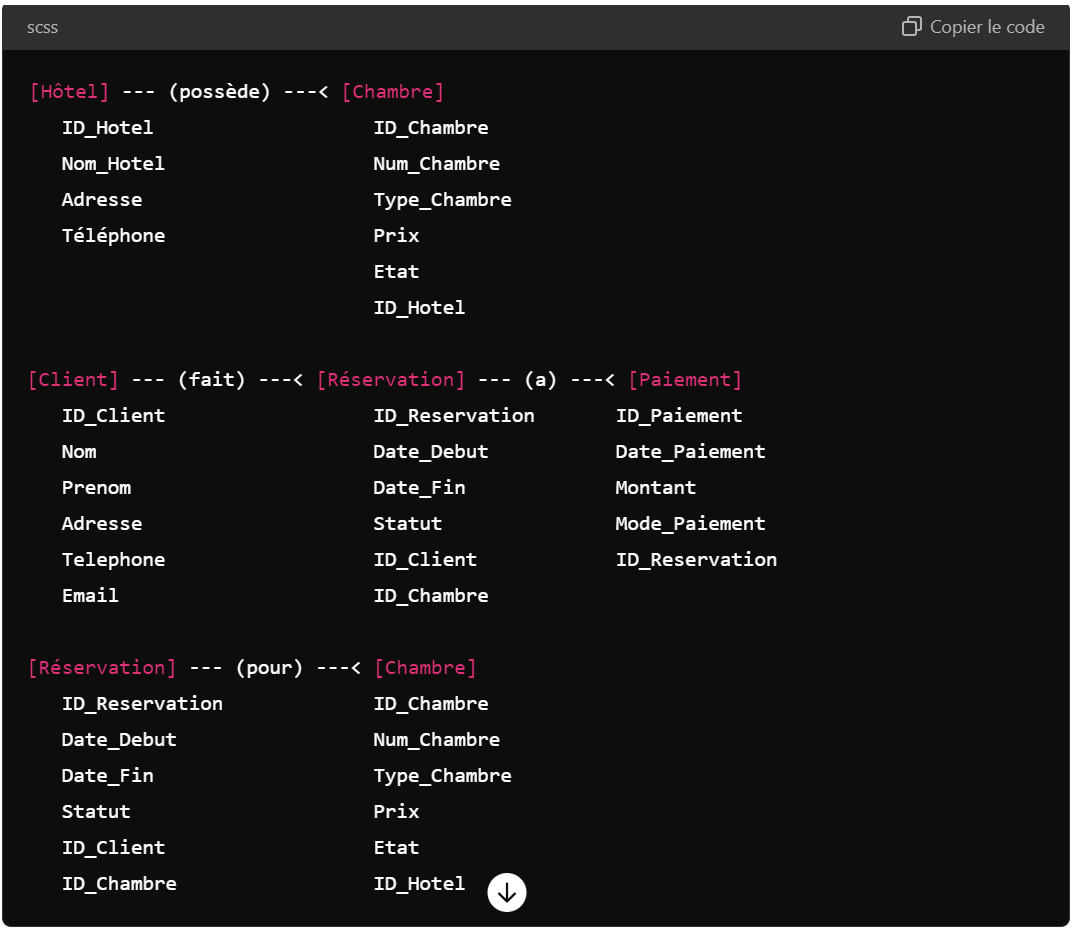 scss Copier le code
[Hôtel] --- (possède) ---< [Chambre]
ID_Hotel ID_Chambre
Nom_Hotel Num_Chambre
Adresse Type_Chambre
Téléphone Prix
Etat
ID_Hotel
[Client] --- (fait) ---< [Réservation] --- (a) ---< [Paiement]
ID_Client ID_Reservation ID_Paiement
Nom Date_Debut Date_Paiement
Prenom Date_Fin Montant
Adresse Statut Mode_Paiement
Telephone ID_Client ID_Reservation
Email ID_Chambre
[Réservation] --- (pour) ---< [Chambre]
ID_Reservation ID_Chambre
Date_Debut Num_Chambre
Date_Fin Type_Chambre
Statut Prix
ID_Client Etat
ID_Chambre ID_Hotel